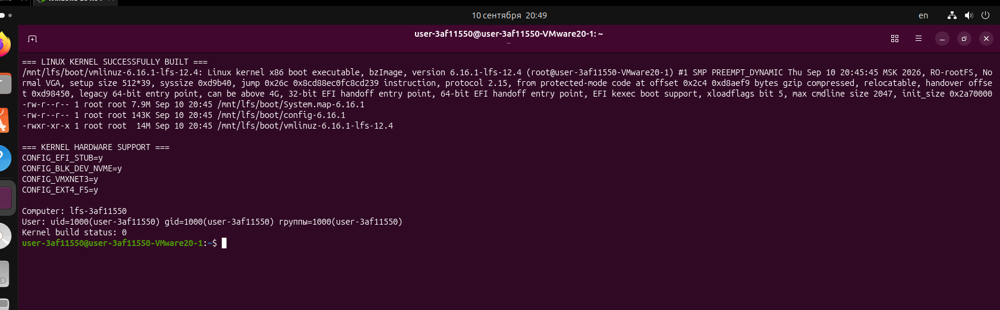 10 сентября 20:49
en
user-3af11550@user-3af11550-VMware20-1: ~
~
=== LINUX KERNEL SUCCESSFULLY BUILT ===
/mnt/lfs/boot/vmlinuz-6.16.1-lfs-12.4: Linux kernel x86 boot executable, bzImage, version 6.16.1-lfs-12.4 (root@user-3af11550-VMware20-1) #1 SMP PREEMPT_DYNAMIC Thu Sep 10 20:45:45 MSK 2026, RO-rootFS, No
rmal VGA, setup size 512*39, syssize 0xd9b40, jump 0x26c 0x8cd88ec0fc8cd239 instruction, protocol 2.15, from protected-mode code at offset 0x2c4 0xd8aef9 bytes gzip compressed, relocatable, handover offse
t 0xd98450, legacy 64-bit entry point, can be above 4G, 32-bit EFI handoff entry point, 64-bit EFI handoff entry point, EFI kexec boot support, xloadflags bit 5, max cmdline size 2047, init_size 0x2a70000
-rw-r--r-- 1 root root 7.9M Sep 10 20:45 /mnt/lfs/boot/System.map-6.16.1
-rw-r--r-- 1 root root 143K Sep 10 20:45 /mnt/lfs/boot/config-6.16.1
-rwxr-xr-x 1 root root  14M Sep 10 20:45 /mnt/lfs/boot/vmlinuz-6.16.1-lfs-12.4
=== KERNEL HARDWARE SUPPORT ===
CONFIG_EFI_STUB=y
CONFIG_BLK_DEV_NVME=y
CONFIG_VMXNET3=y
CONFIG_EXT4_FS=y
Computer: lfs-3af11550
User: uid=1000(user-3af11550) gid=1000(user-3af11550) группы=1000(user-3af11550)
Kernel build status: 0
user-3af11550@user-3af11550-VMware20-1:~$